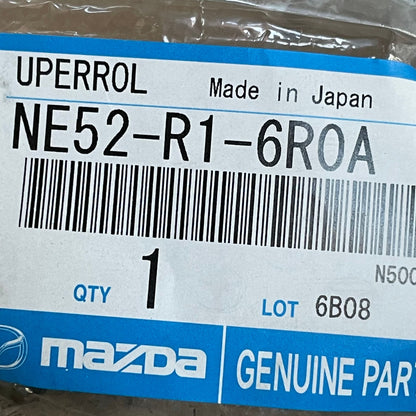 UPERROL Made in Japan
NE52-R1-6R0A
N500
QTY 1 LOT 6B08
mazda GENUINE PART